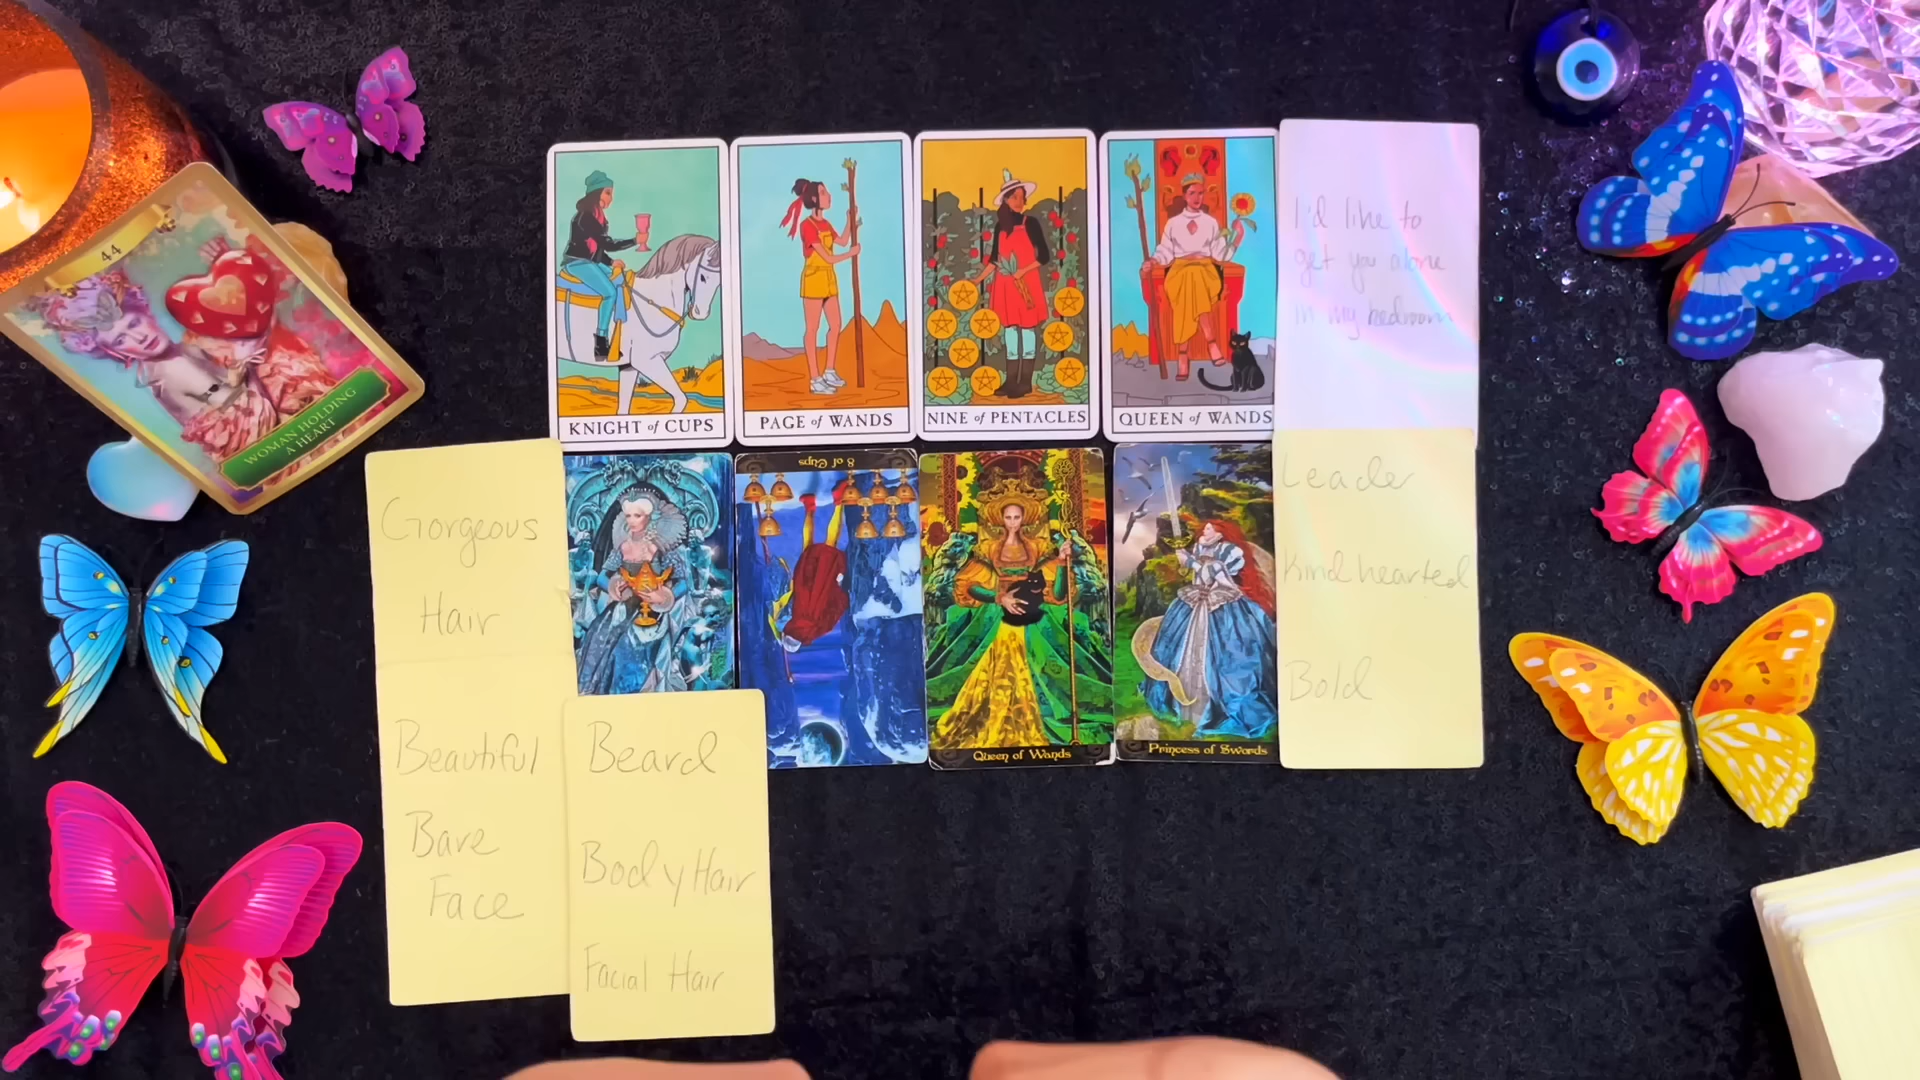 44
WOMAN HOLDING
A HEART
KNIGHT of CUPS
PAGE of WANDS
NINE of PENTACLES
QUEEN of WANDS
I'd like to
get you alone
in my bedroom
Gorgeous
Hair
8 of Cups
Queen of Wands
Princess of Swords
Leader
Kindhearted
Bold
Beautiful
Bare
Face
Beard
Body Hair
Facial Hair